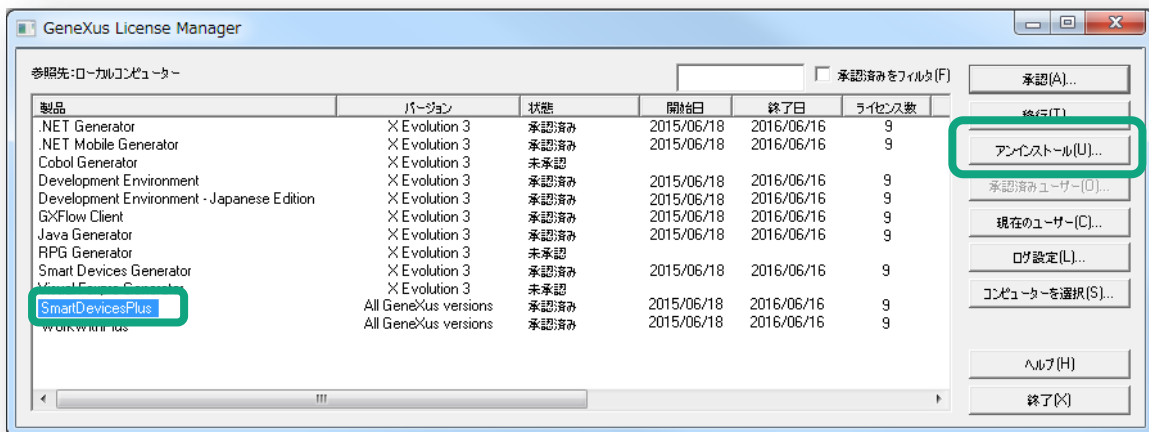 GeneXus License Manager
参照先:ローカルコンピューター
承認済みをフィルタ(F)
承認(A)...
製品 バージョン 状態 開始日 終了日 ライセンス数
移行(T)...
.NET Generator X Evolution 3 承認済み 2015/06/18 2016/06/16 9
.NET Mobile Generator X Evolution 3 承認済み 2015/06/18 2016/06/16 9
アンインストール(U)...
Cobol Generator X Evolution 3 未承認
Development Environment X Evolution 3 承認済み 2015/06/18 2016/06/16 9
承認済みユーザー(O)...
Development Environment - Japanese Edition X Evolution 3 承認済み 2015/06/18 2016/06/16 9
GXFlow Client X Evolution 3 承認済み 2015/06/18 2016/06/16 9
現在のユーザー(C)...
Java Generator X Evolution 3 承認済み 2015/06/18 2016/06/16 9
RPG Generator X Evolution 3 未承認
ログ設定(L)...
Smart Devices Generator X Evolution 3 承認済み 2015/06/18 2016/06/16 9
Visual Foxpro Generator X Evolution 3 未承認
コンピューターを選択(S)...
SmartDevicesPlus All GeneXus versions 承認済み 2015/06/18 2016/06/16 9
WorkWithPlus All GeneXus versions 承認済み 2015/06/18 2016/06/16 9
ヘルプ(H)
終了(X)